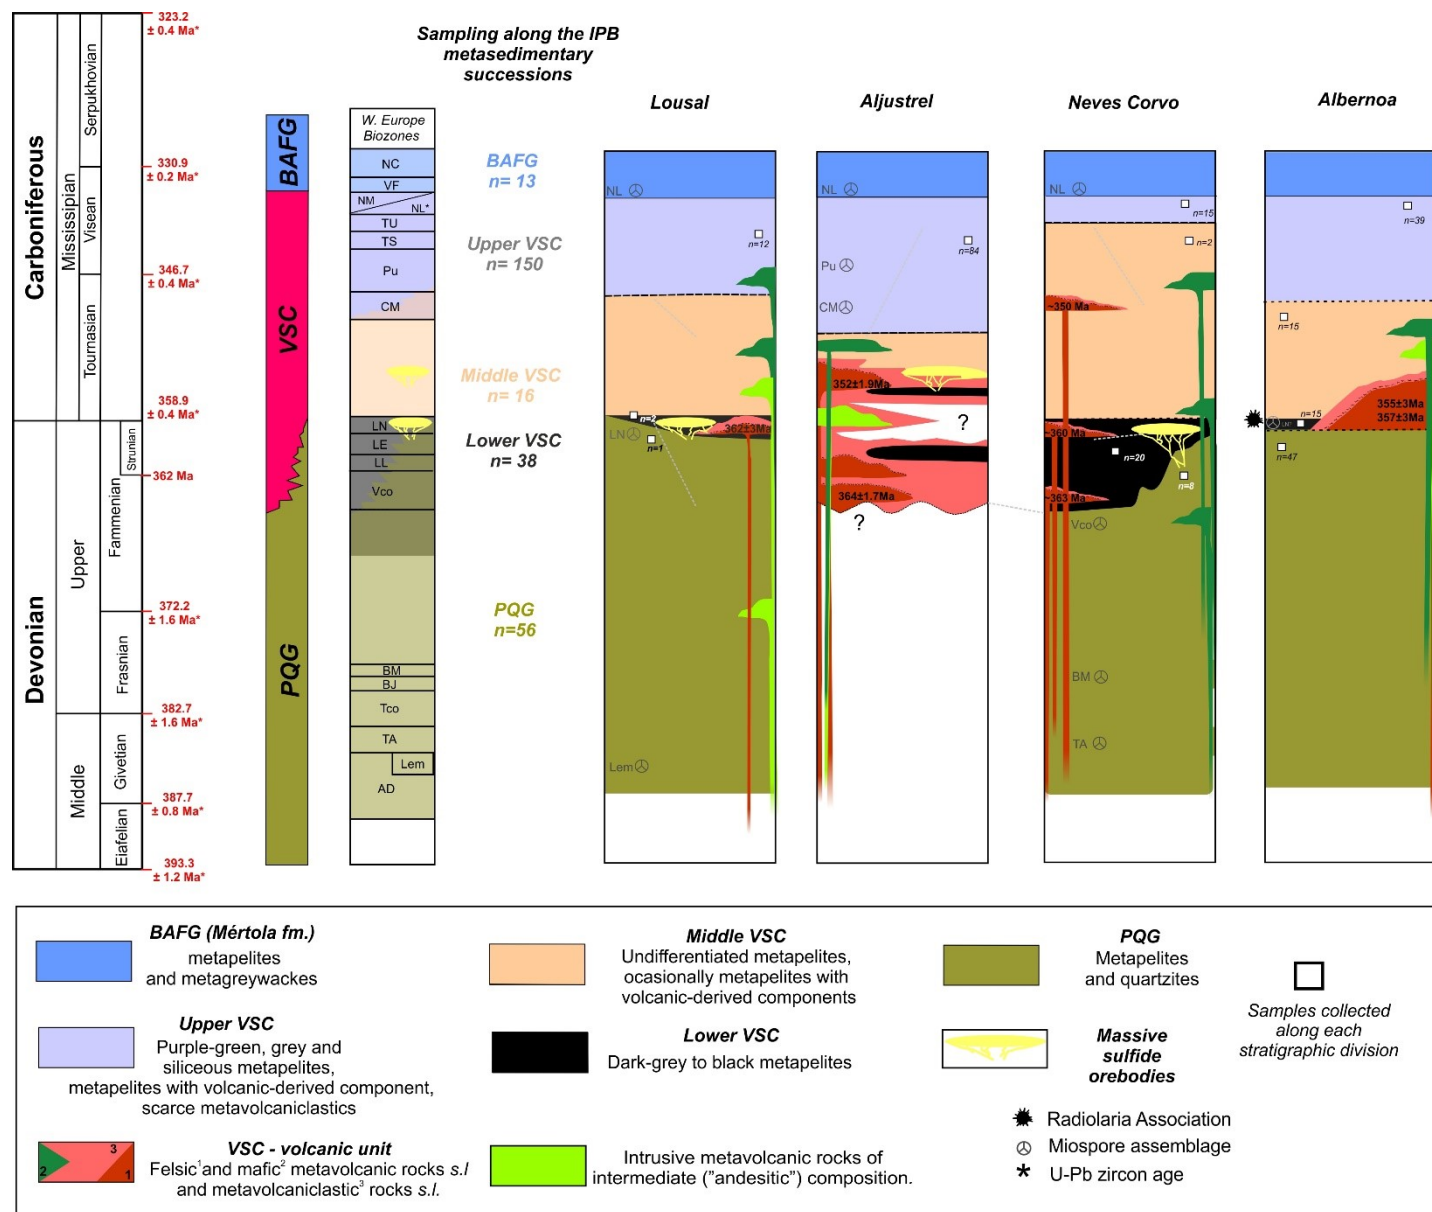 323.2
± 0.4 Ma*
330.9
± 0.2 Ma*
346.7
± 0.4 Ma*
358.9
± 0.4 Ma*
362 Ma
372.2
± 1.6 Ma*
382.7
± 1.6 Ma*
387.7
± 0.8 Ma*
393.3
± 1.2 Ma*
Carboniferous
Devonian
Mississipian
Upper
Middle
Serpukhovian
Visean
Tournasian
Strunian
Fammenian
Frasnian
Givetian
Eiafelian
BAFG
VSC
PQG
W. Europe
Biozones
NC
VF
NM
NL*
TU
TS
Pu
CM
LN
LE
LL
Vco
BM
BJ
Tco
TA
Lem
AD
Sampling along the IPB
metasedimentary
successions
BAFG
n= 13
Upper VSC
n= 150
Middle VSC
n= 16
Lower VSC
n= 38
PQG
n=56
Lousal
NL
n=12
n=2
362±3Ma
LN
n=1
Lem
Aljustrel
NL
n=84
Pu
CM
352±1.9Ma
?
364±1.7Ma
?
Neves Corvo
NL
n=15
n=2
~350 Ma
~360 Ma
n=20
n=8
~363 Ma
Vco
BM
TA
Albernoa
n=39
n=15
355±3Ma
357±3Ma
n=15
n=47
BAFG (Mértola fm.)
metapelites
and metagreywackes
Upper VSC
Purple-green, grey and
siliceous metapelites,
metapelites with volcanic-derived component,
scarce metavolcaniclastics
2
3
1
VSC - volcanic unit
Felsic¹and mafic² metavolcanic rocks s.l
and metavolcaniclastic³ rocks s.l.
Middle VSC
Undifferentiated metapelites,
ocasionally metapelites with
volcanic-derived components
Lower VSC
Dark-grey to black metapelites
Intrusive metavolcanic rocks of
intermediate ("andesitic") composition.
PQG
Metapelites
and quartzites
Massive
sulfide
orebodies
Samples collected
along each
stratigraphic division
Radiolaria Association
Miospore assemblage
* U-Pb zircon age